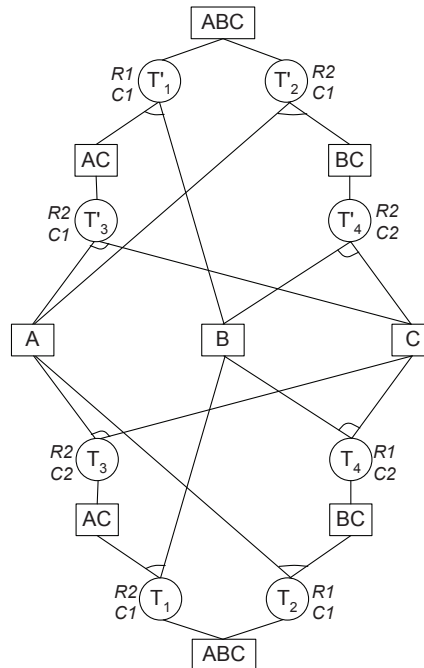 ABC
R1 T'1 T'2 R2
C1 C1
AC BC
R2 T'3 T'4 R2
C1 C2
A B C
R2 T3 T4 R1
C2 C2
AC BC
R2 T1 T2 R1
C1 C1
ABC